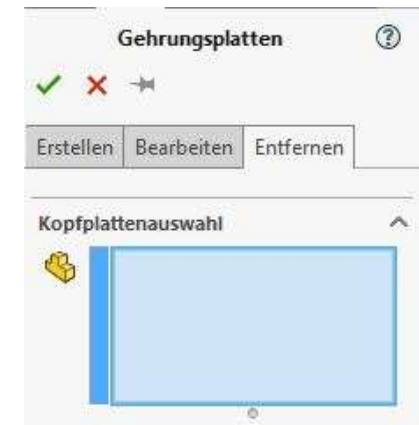 Gehrungsplatten ?
Erstellen Bearbeiten Entfernen
Kopfplattenauswahl